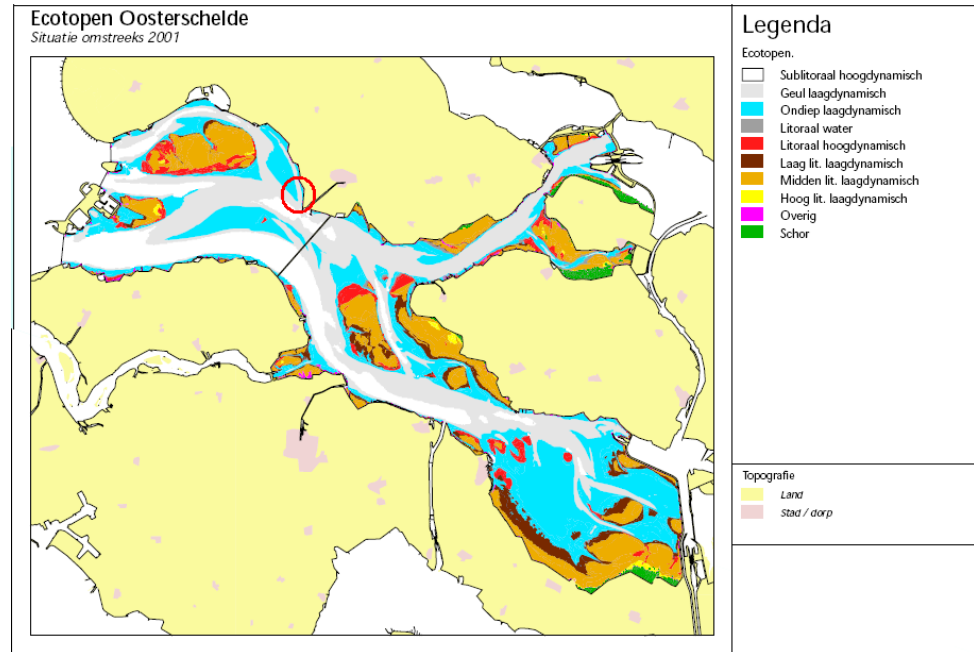 Ecotopen Oosterschelde
Situatie omstreeks 2001
Legenda
Ecotopen.
Sublitoraal hoogdynamisch
Geul laagdynamisch
Ondiep laagdynamisch
Litoraal water
Litoraal hoogdynamisch
Laag lit. laagdynamisch
Midden lit. laagdynamisch
Hoog lit. laagdynamisch
Overig
Schor
Topografie
Land
Stad / dorp